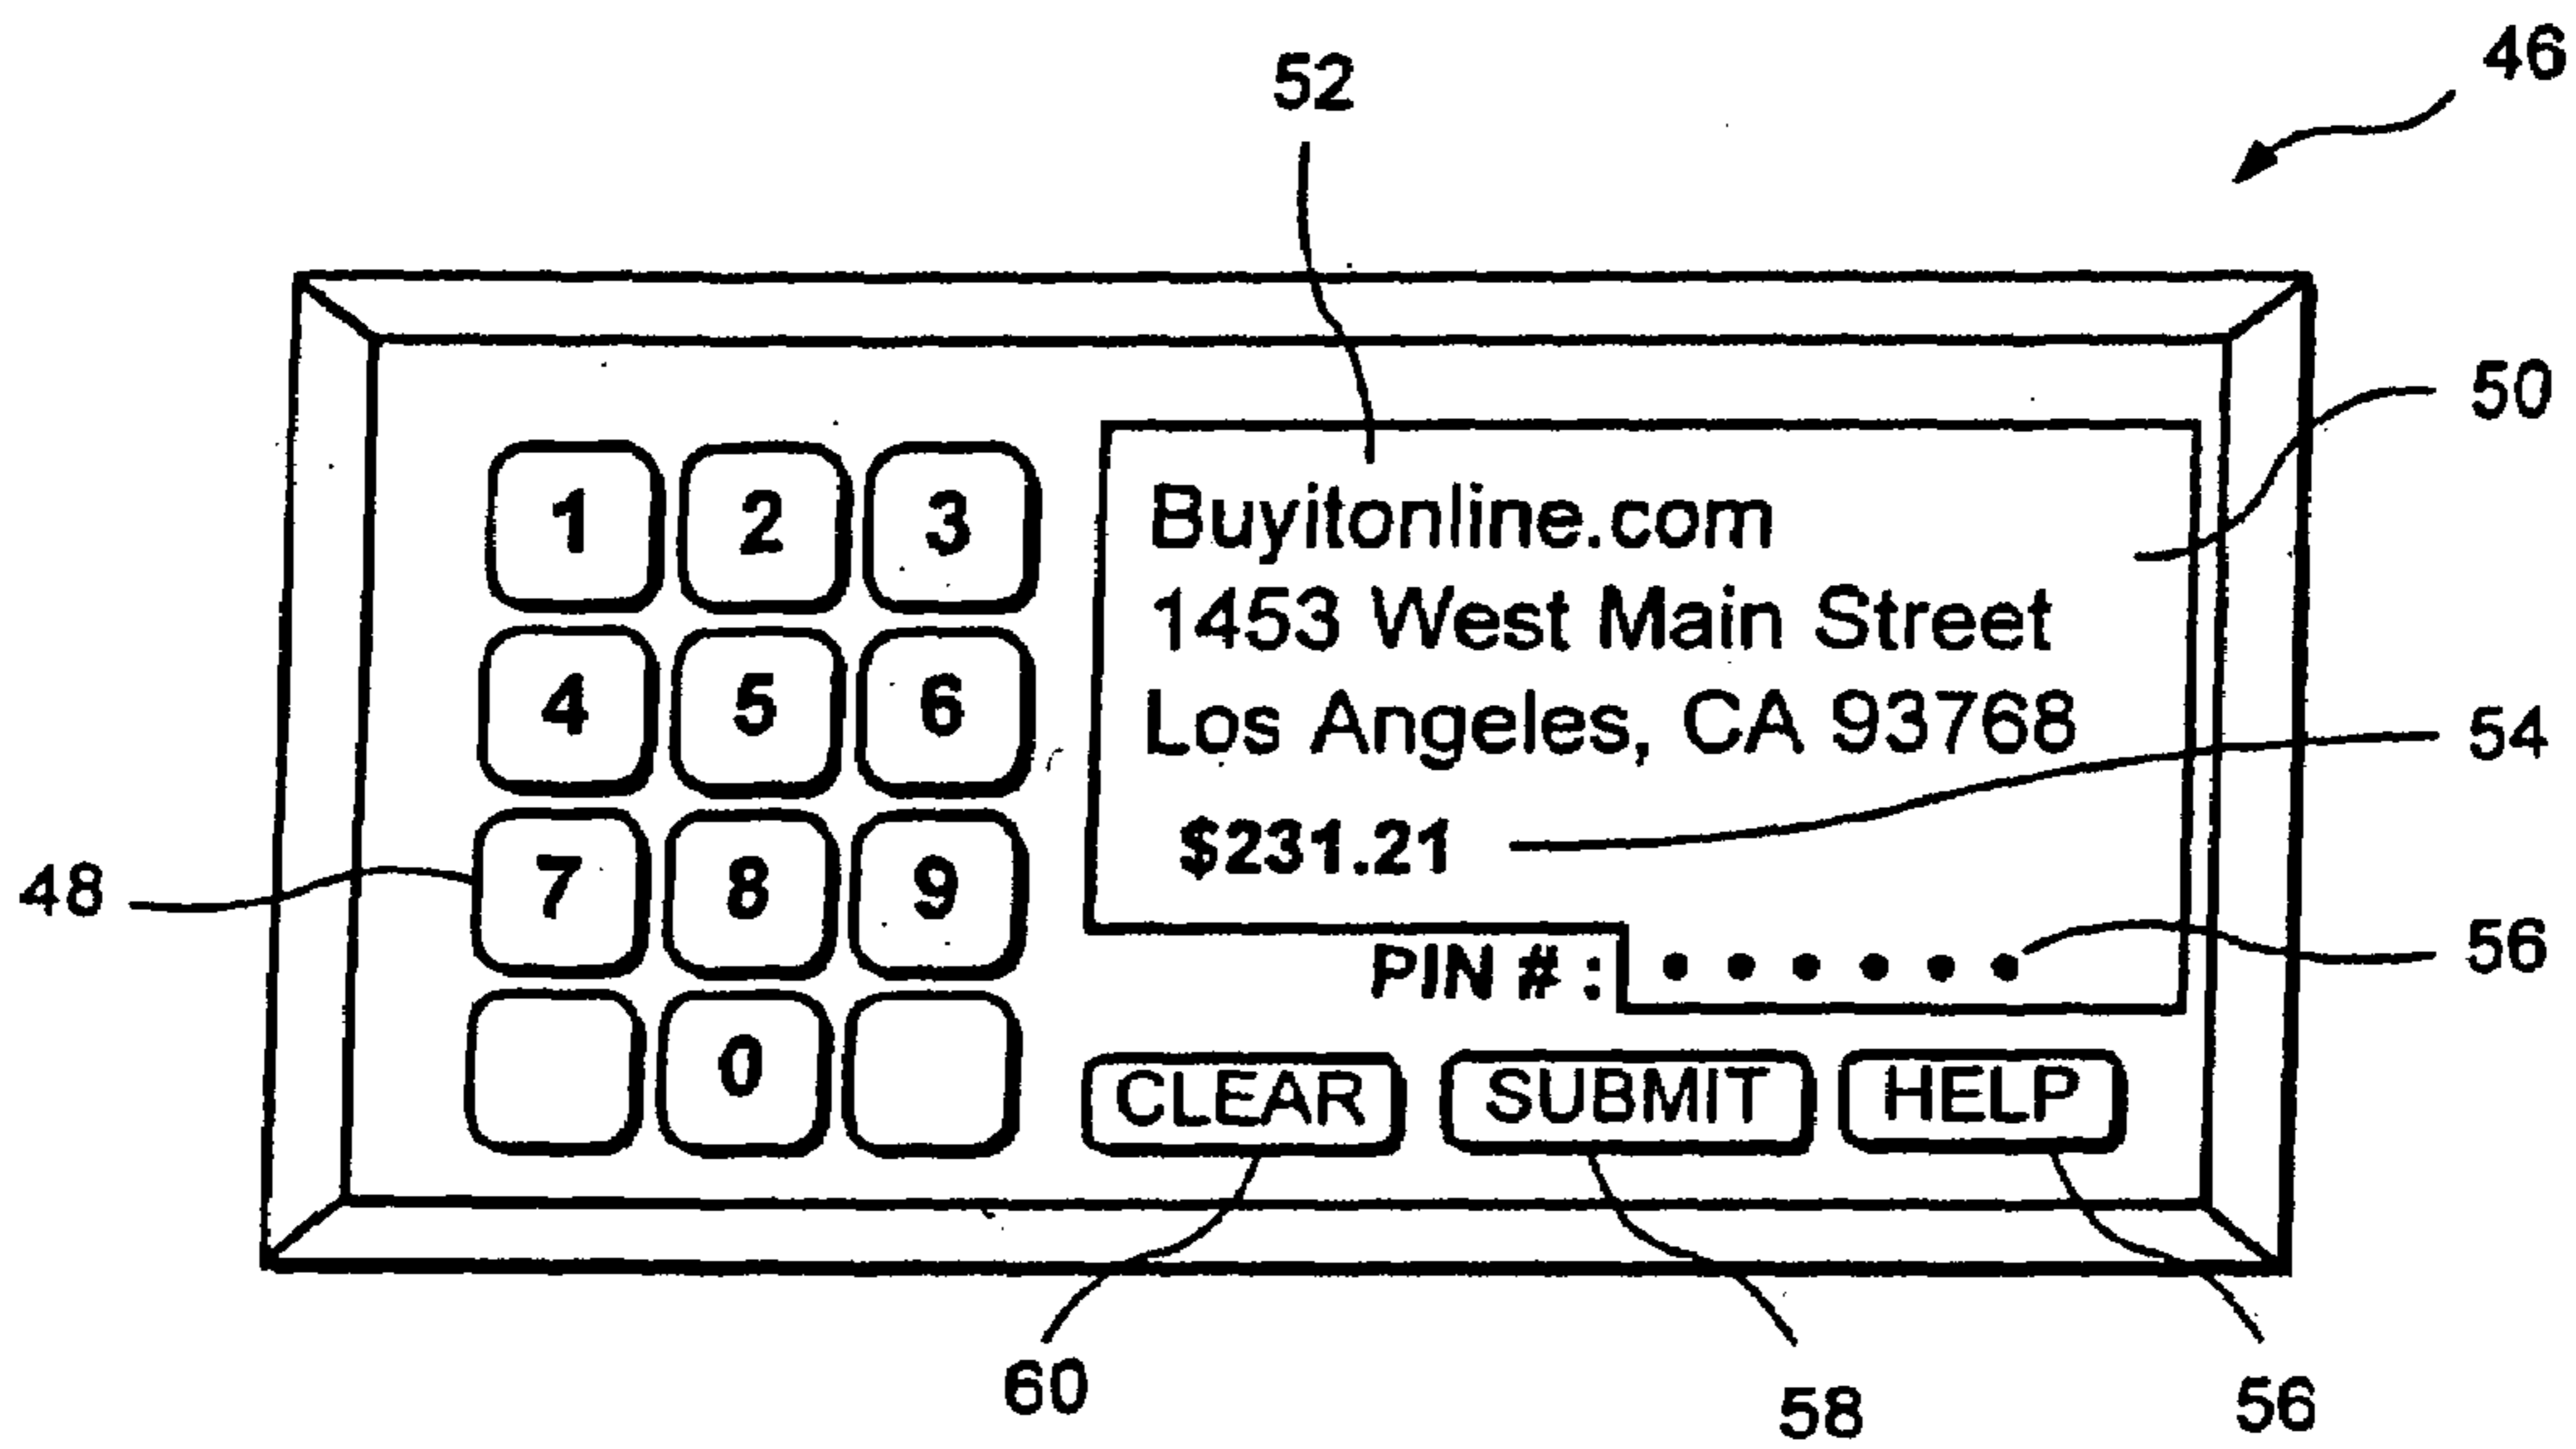 46
52
50
1 2 3
Buyitonline.com
1453 West Main Street
4 5 6
Los Angeles, CA 93768
54
7 8 9
$231.21
48
56
PIN # : • • • • • •
0
CLEAR SUBMIT HELP
60 58 56